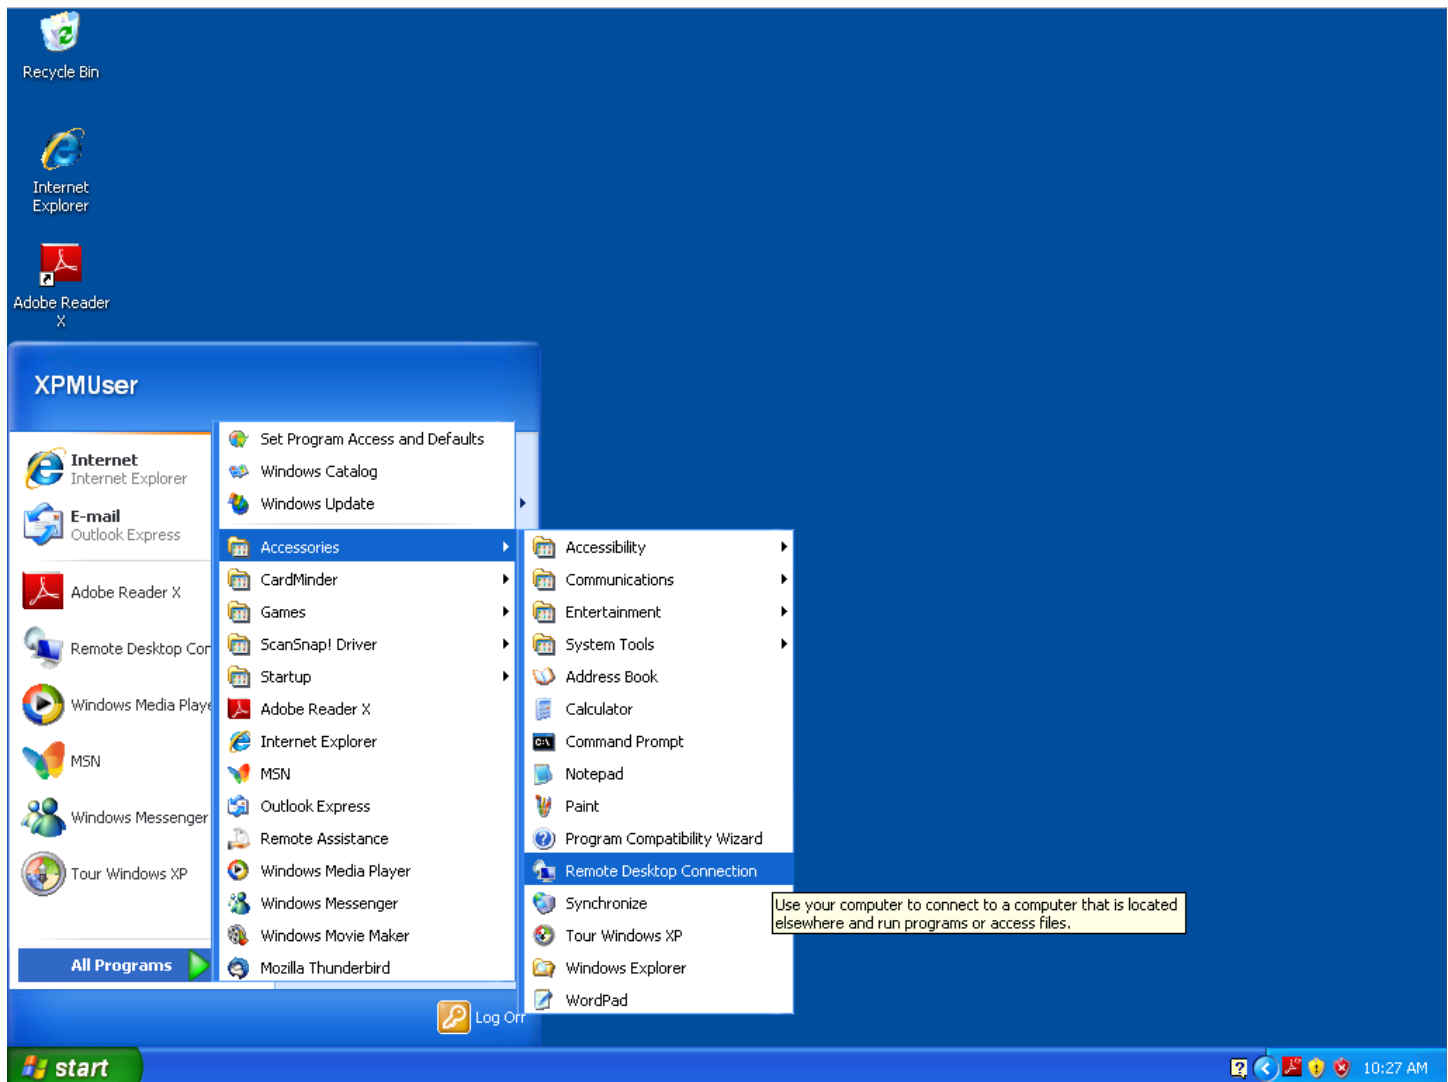 Recycle Bin
Internet
Explorer
Adobe Reader
X
XPMUser
Internet
Internet Explorer
E-mail
Outlook Express
Adobe Reader X
Remote Desktop Con
Windows Media Playe
MSN
Windows Messenger
Tour Windows XP
All Programs
Set Program Access and Defaults
Windows Catalog
Windows Update
Accessories
CardMinder
Games
ScanSnap! Driver
Startup
Adobe Reader X
Internet Explorer
MSN
Outlook Express
Remote Assistance
Windows Media Player
Windows Messenger
Windows Movie Maker
Mozilla Thunderbird
Accessibility
Communications
Entertainment
System Tools
Address Book
Calculator
Command Prompt
Notepad
Paint
Program Compatibility Wizard
Remote Desktop Connection
Synchronize
Tour Windows XP
Windows Explorer
WordPad
Use your computer to connect to a computer that is located
elsewhere and run programs or access files.
Log Off
start
10:27 AM